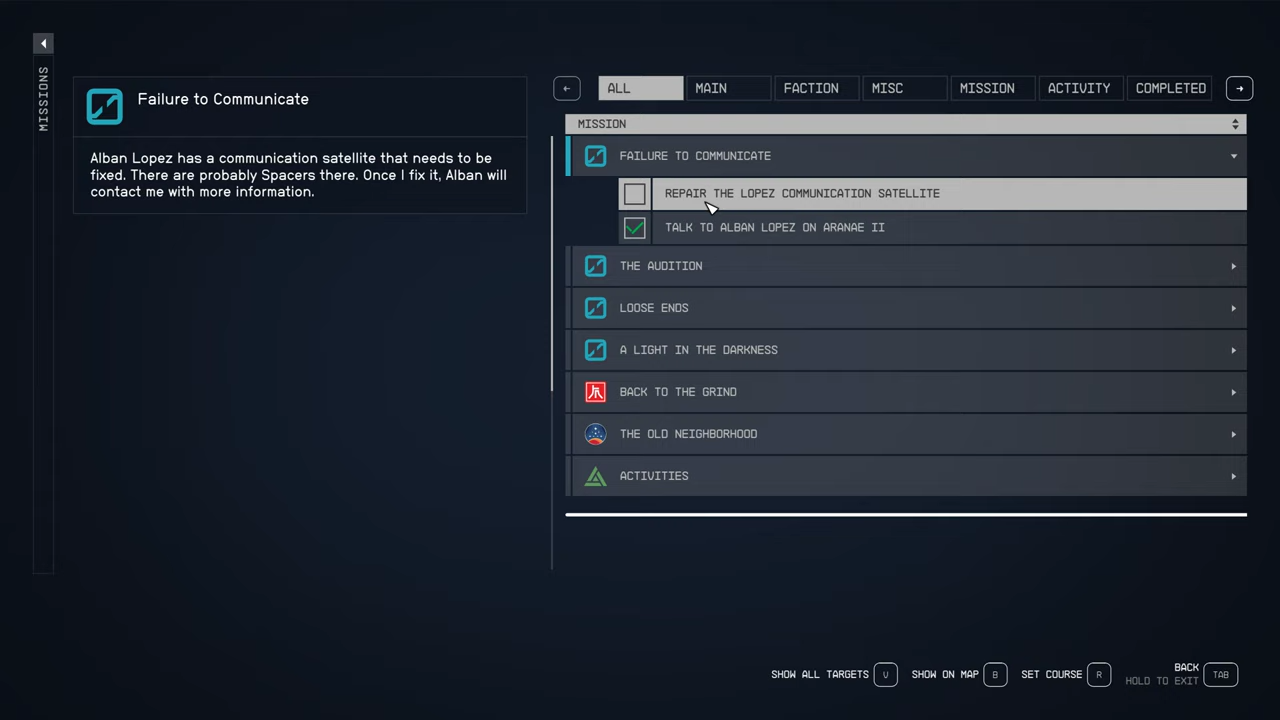 MISSIONS
Failure to Communicate
Alban Lopez has a communication satellite that needs to be
fixed. There are probably Spacers there. Once I fix it, Alban will
contact me with more information.
ALL MAIN FACTION MISC MISSION ACTIVITY COMPLETED
MISSION
FAILURE TO COMMUNICATE
REPAIR THE LOPEZ COMMUNICATION SATELLITE
TALK TO ALBAN LOPEZ ON ARANAE II
THE AUDITION
LOOSE ENDS
A LIGHT IN THE DARKNESS
BACK TO THE GRIND
THE OLD NEIGHBORHOOD
ACTIVITIES
SHOW ALL TARGETS V SHOW ON MAP B SET COURSE R BACK TAB
HOLD TO EXIT